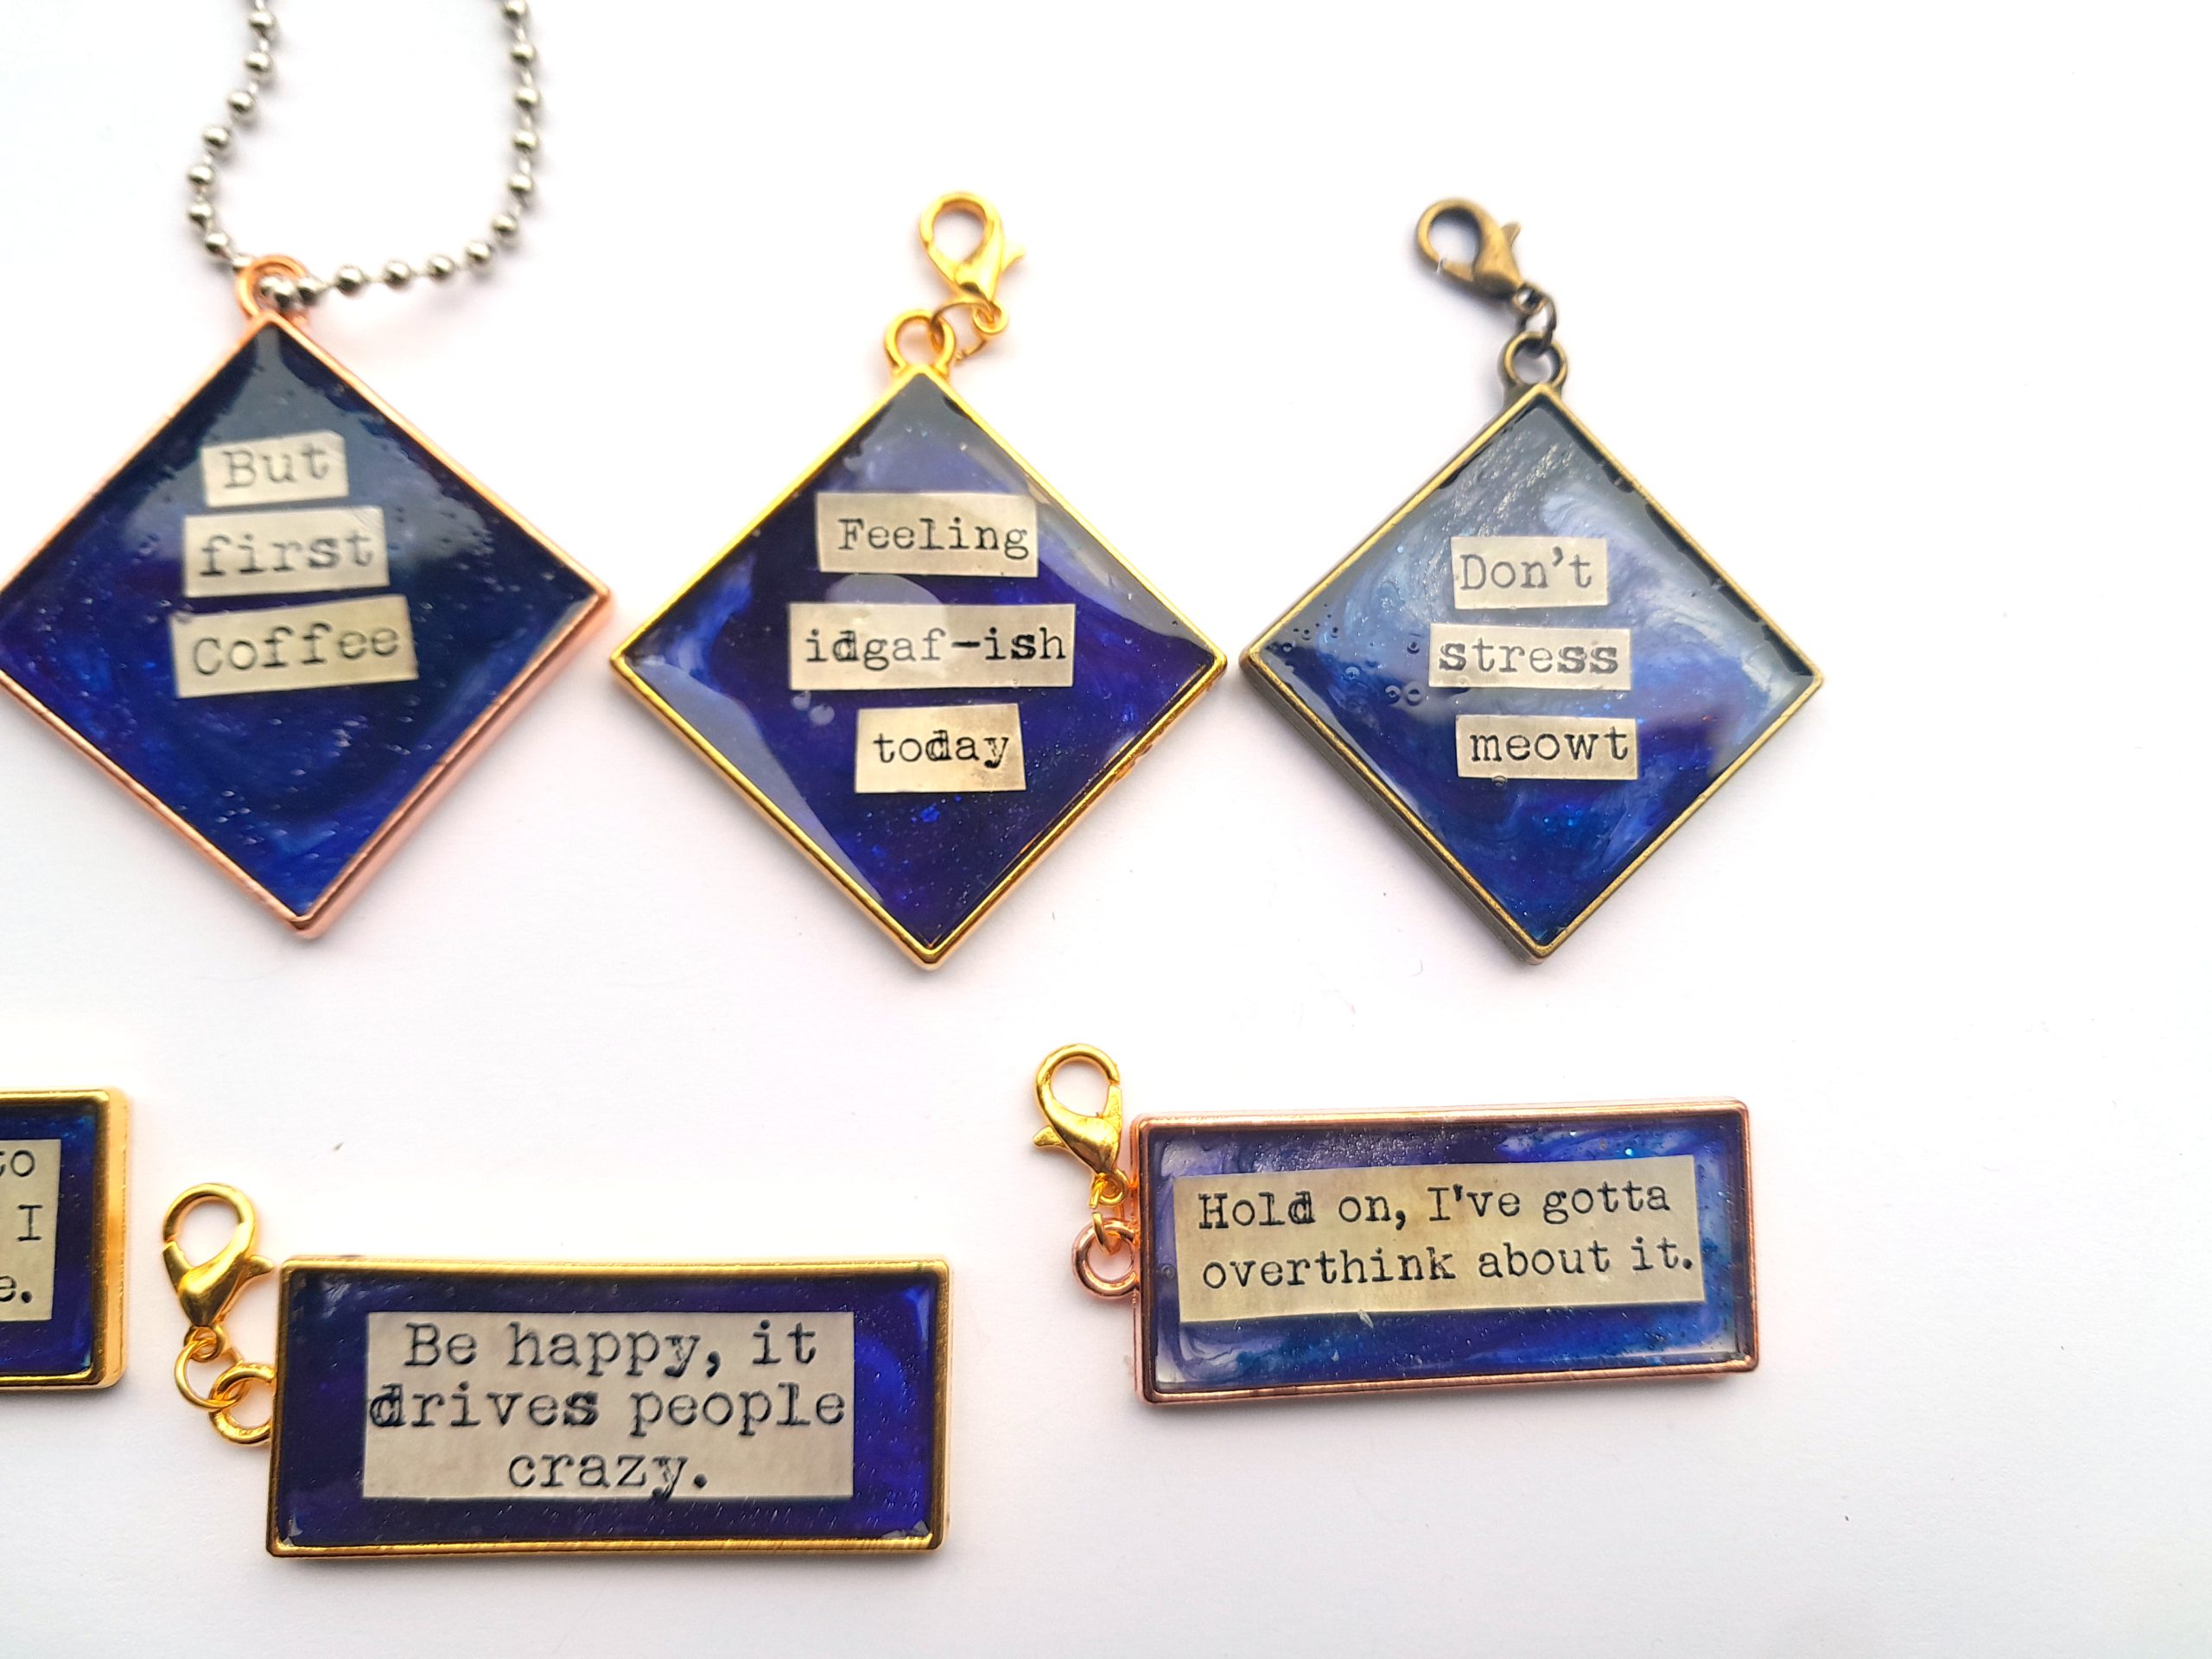 But
first
Coffee
Feeling
idgaf-ish
today
Don't
stress
meowt
to
I
e.
Be happy, it
drives people
crazy.
Hold on, I've gotta
overthink about it.